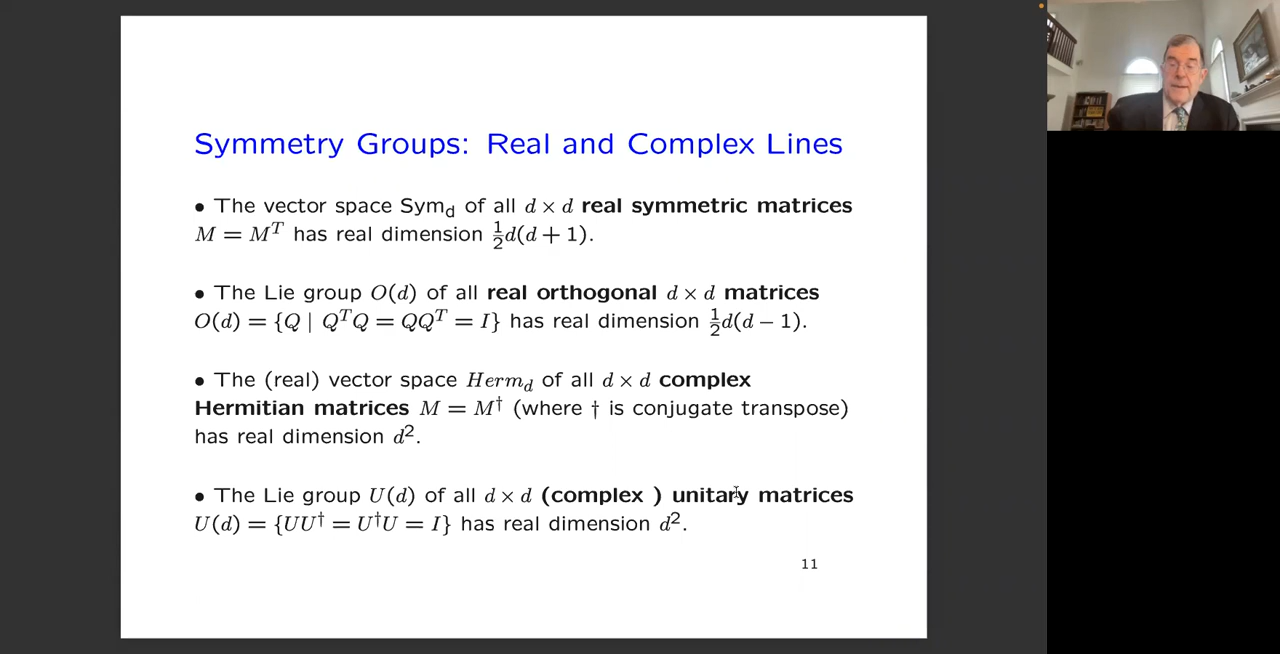 Symmetry Groups: Real and Complex Lines
• The vector space Sym_d of all d × d real symmetric matrices
M = M^T has real dimension ½d(d + 1).
• The Lie group O(d) of all real orthogonal d × d matrices
O(d) = {Q | Q^TQ = QQ^T = I} has real dimension ½d(d − 1).
• The (real) vector space Herm_d of all d × d complex
Hermitian matrices M = M^† (where † is conjugate transpose)
has real dimension d².
• The Lie group U(d) of all d × d (complex ) unitary matrices
U(d) = {UU^† = U^†U = I} has real dimension d².
11